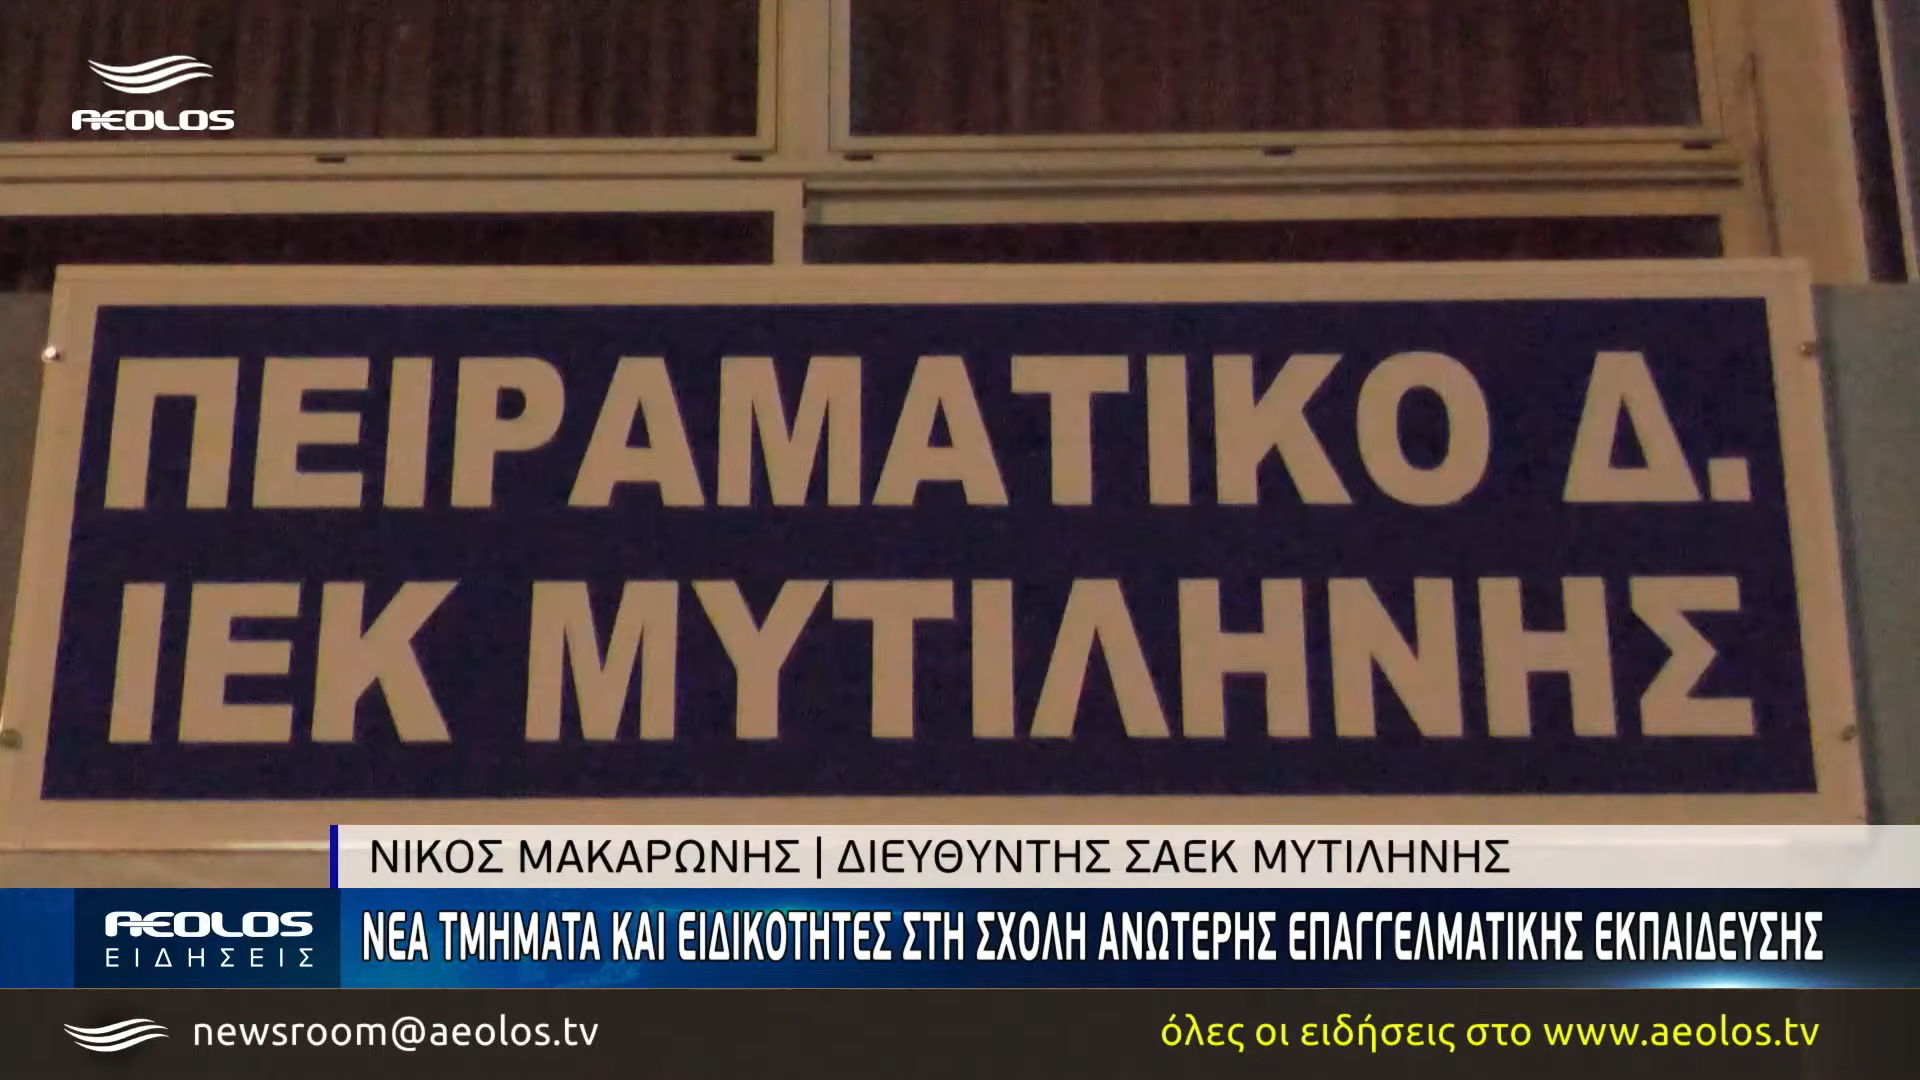 AEOLOS
ΠΕΙΡΑΜΑΤΙΚΟ Δ.
ΙΕΚ ΜΥΤΙΛΗΝΗΣ
ΝΙΚΟΣ ΜΑΚΑΡΩΝΗΣ | ΔΙΕΥΘΥΝΤΗΣ ΣΑΕΚ ΜΥΤΙΛΗΝΗΣ
AEOLOS
ΕΙΔΗΣΕΙΣ
ΝΕΑ ΤΜΗΜΑΤΑ ΚΑΙ ΕΙΔΙΚΟΤΗΤΕΣ ΣΤΗ ΣΧΟΛΗ ΑΝΩΤΕΡΗΣ ΕΠΑΓΓΕΛΜΑΤΙΚΗΣ ΕΚΠΑΙΔΕΥΣΗΣ
newsroom@aeolos.tv
όλες οι ειδήσεις στο www.aeolos.tv